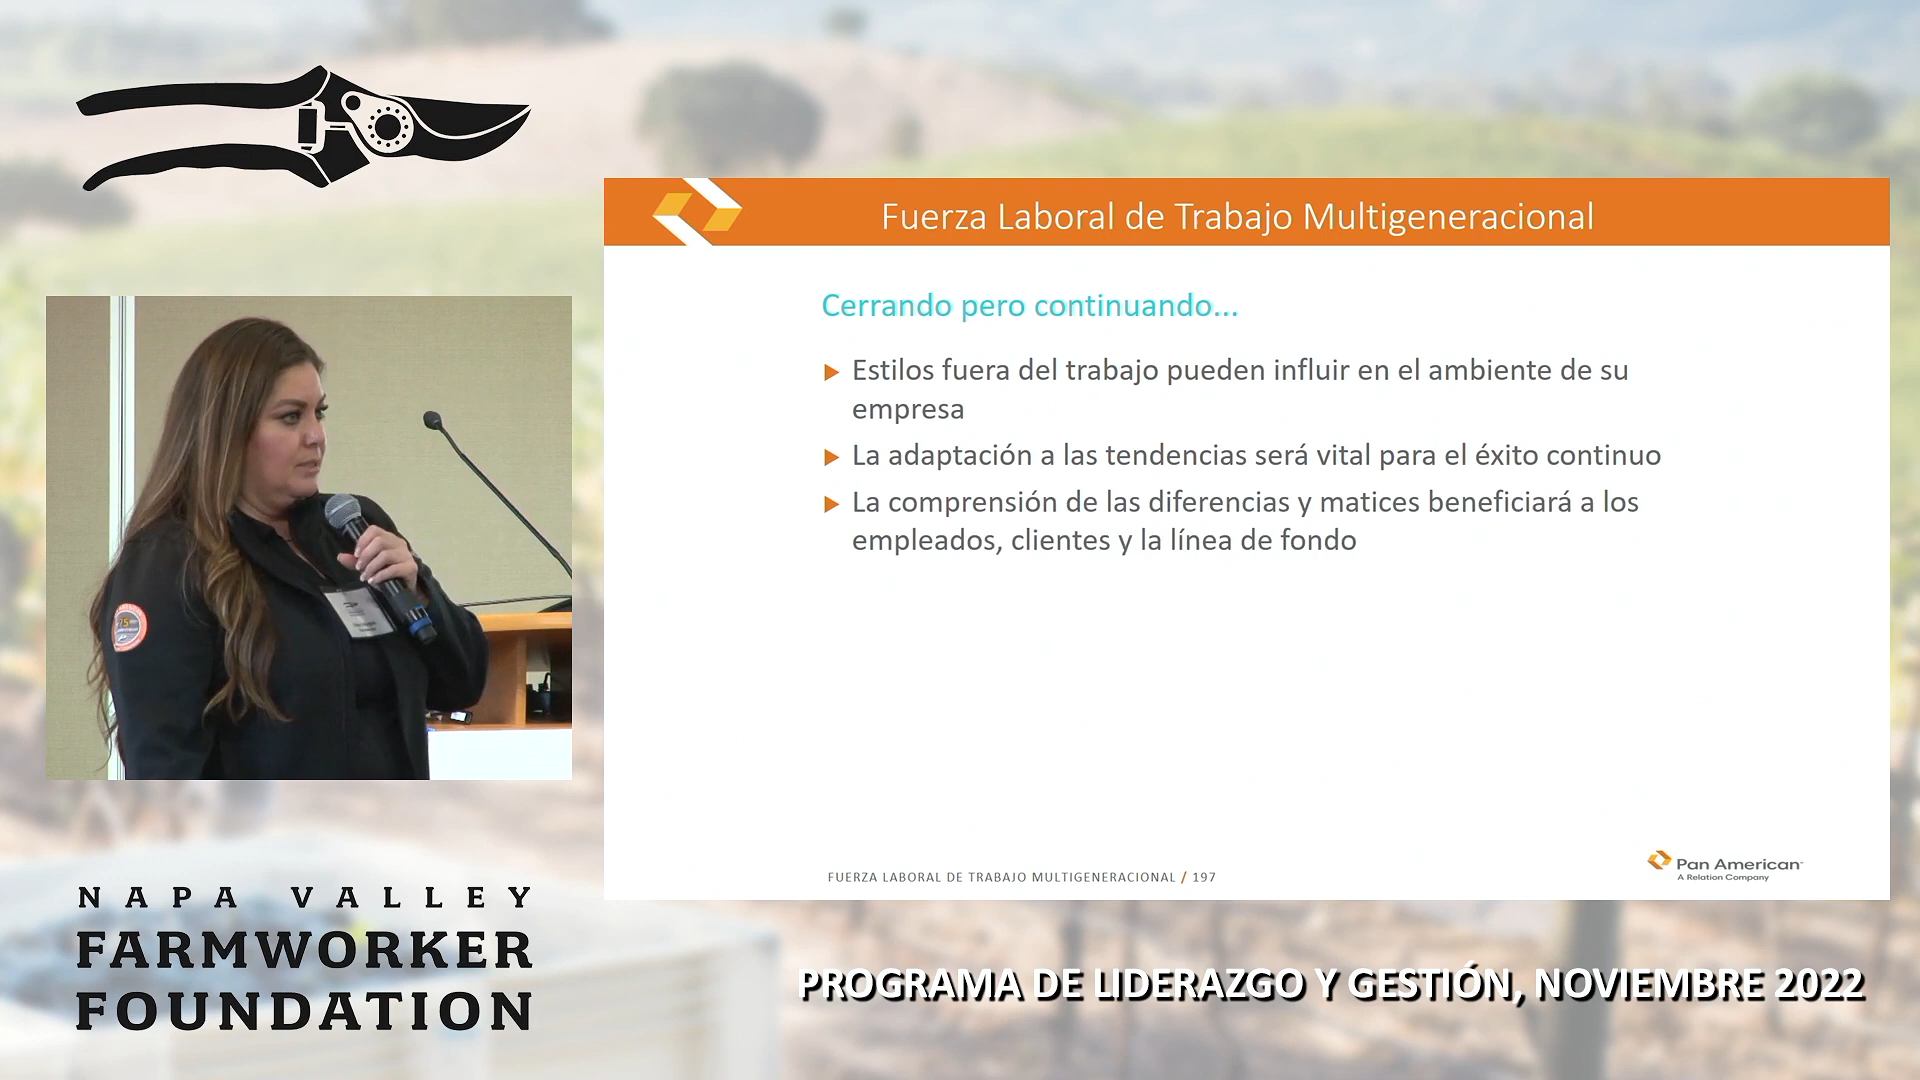 Fuerza Laboral de Trabajo Multigeneracional
Cerrando pero continuando...
Estilos fuera del trabajo pueden influir en el ambiente de su
empresa
La adaptación a las tendencias será vital para el éxito continuo
La comprensión de las diferencias y matices beneficiará a los
empleados, clientes y la línea de fondo
FUERZA LABORAL DE TRABAJO MULTIGENERACIONAL / 197
Pan American
A Relation Company
75
NAPA VALLEY
FARMWORKER
FOUNDATION
PROGRAMA DE LIDERAZGO Y GESTIÓN, NOVIEMBRE 2022